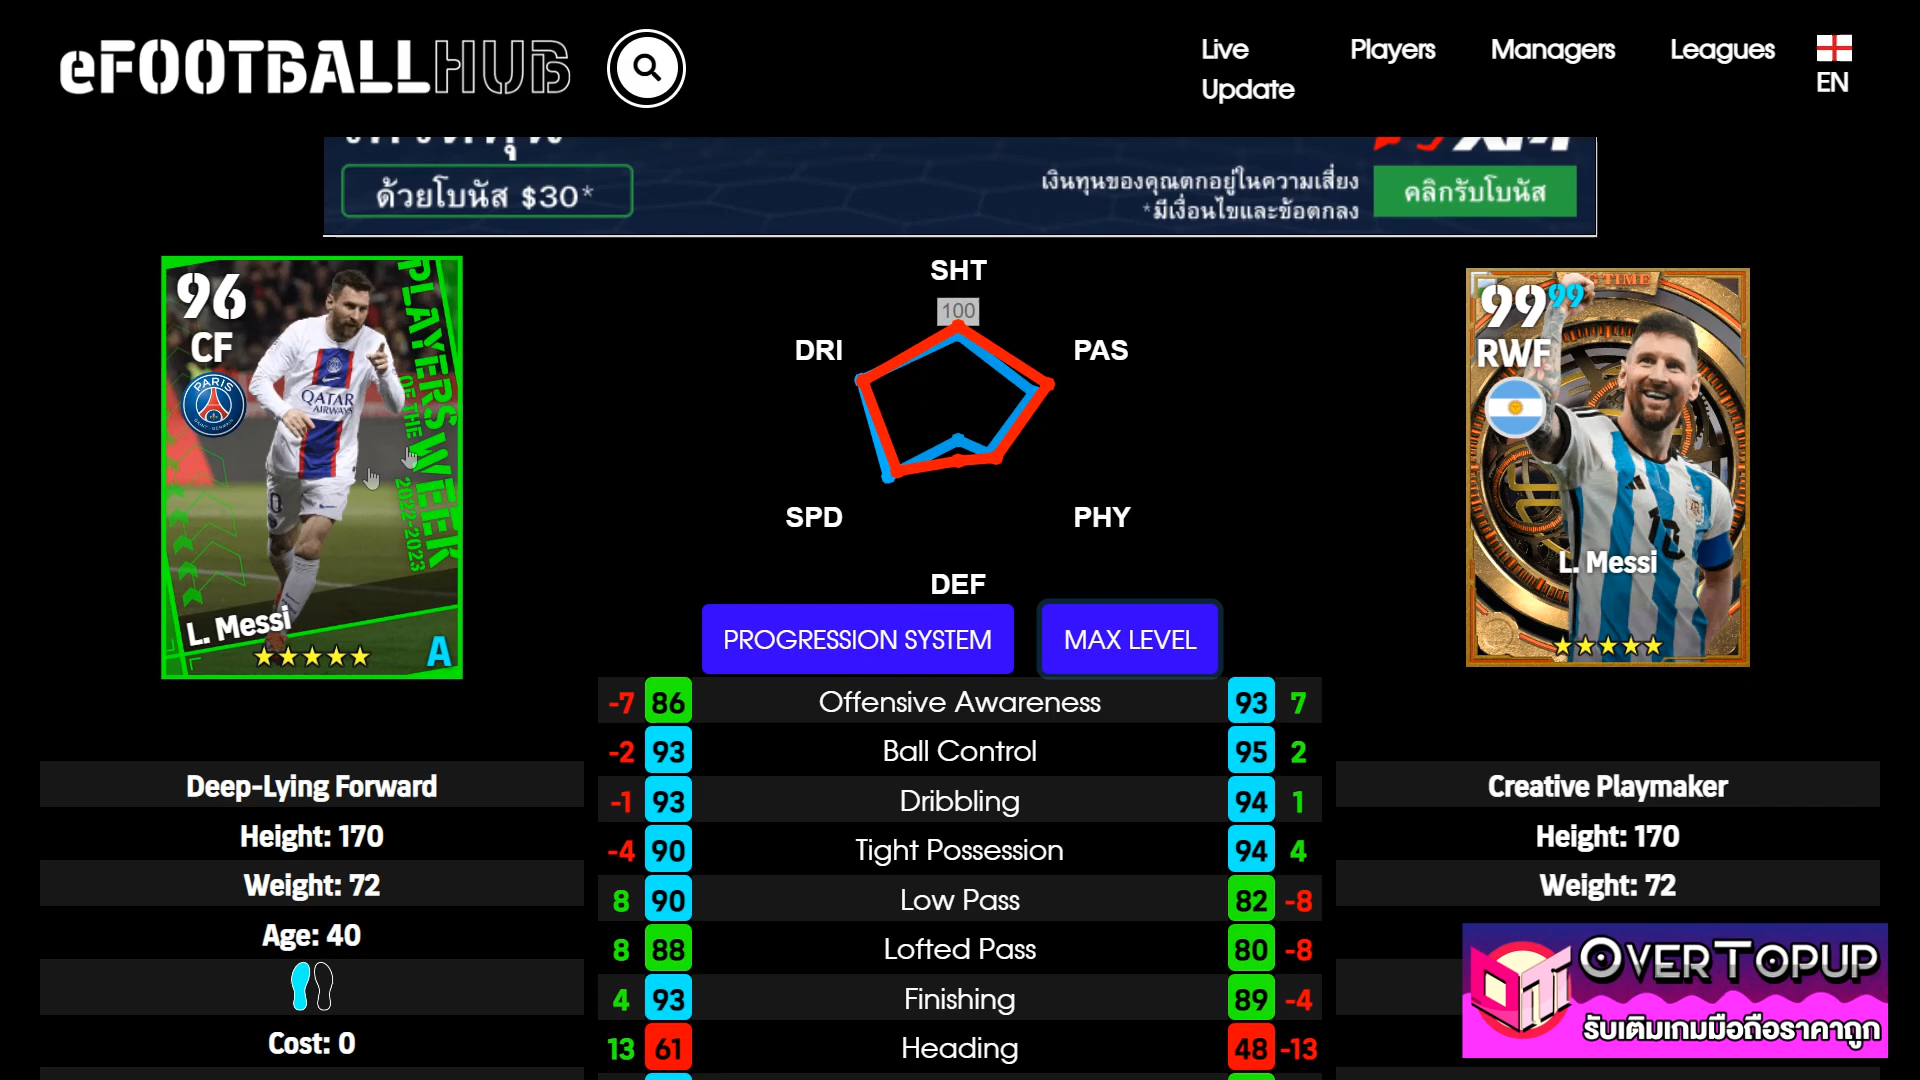 eFOOTBALLHUB
Live Update
Players
Managers
Leagues
EN
ด้วยโบนัส $30*
เงินทุนของคุณตกอยู่ในความเสี่ยง
*มีเงื่อนไขและข้อตกลง
คลิกรับโบนัส
96
CF
PARIS
PLAYERS OF THE WEEK 2022-2023
QATAR
AIRWAYS
L. Messi
A
SHT
100
DRI
PAS
SPD
PHY
DEF
PROGRESSION SYSTEM
MAX LEVEL
99 99
RWF
TIME
10
L. Messi
-7 86 Offensive Awareness 93 7
-2 93 Ball Control 95 2
-1 93 Dribbling 94 1
-4 90 Tight Possession 94 4
8 90 Low Pass 82 -8
8 88 Lofted Pass 80 -8
4 93 Finishing 89 -4
13 61 Heading 48 -13
Deep-Lying Forward
Height: 170
Weight: 72
Age: 40
Cost: 0
Creative Playmaker
Height: 170
Weight: 72
OTI
OVERTOPUP
รับเติมเกมมือถือราคาถูก